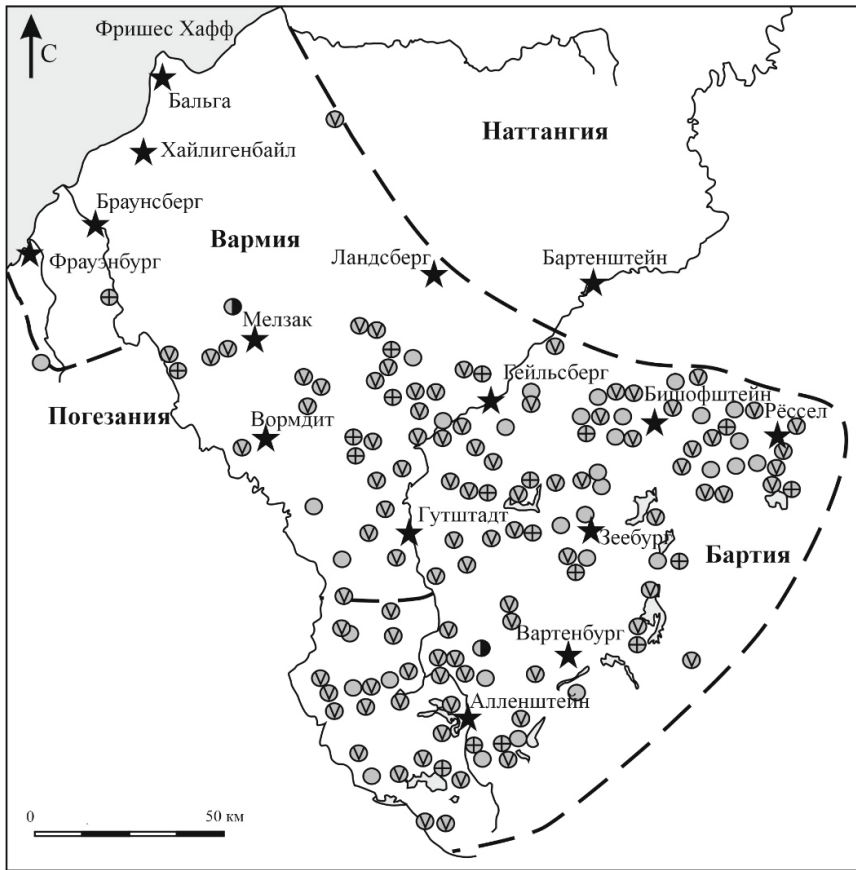 Фришес Хафф
С
Бальга
Наттангия
Хайлигенбайл
Браунсберг
Вармия
Фрауэнбург
Ландсберг
Бартенштейн
Мелзак
Гейльсберг
Бишофштейн
Погезания
Вормдит
Рёссел
Гутштадт
Зеебург
Бартия
Вартенбург
Алленштейн
0
50 км